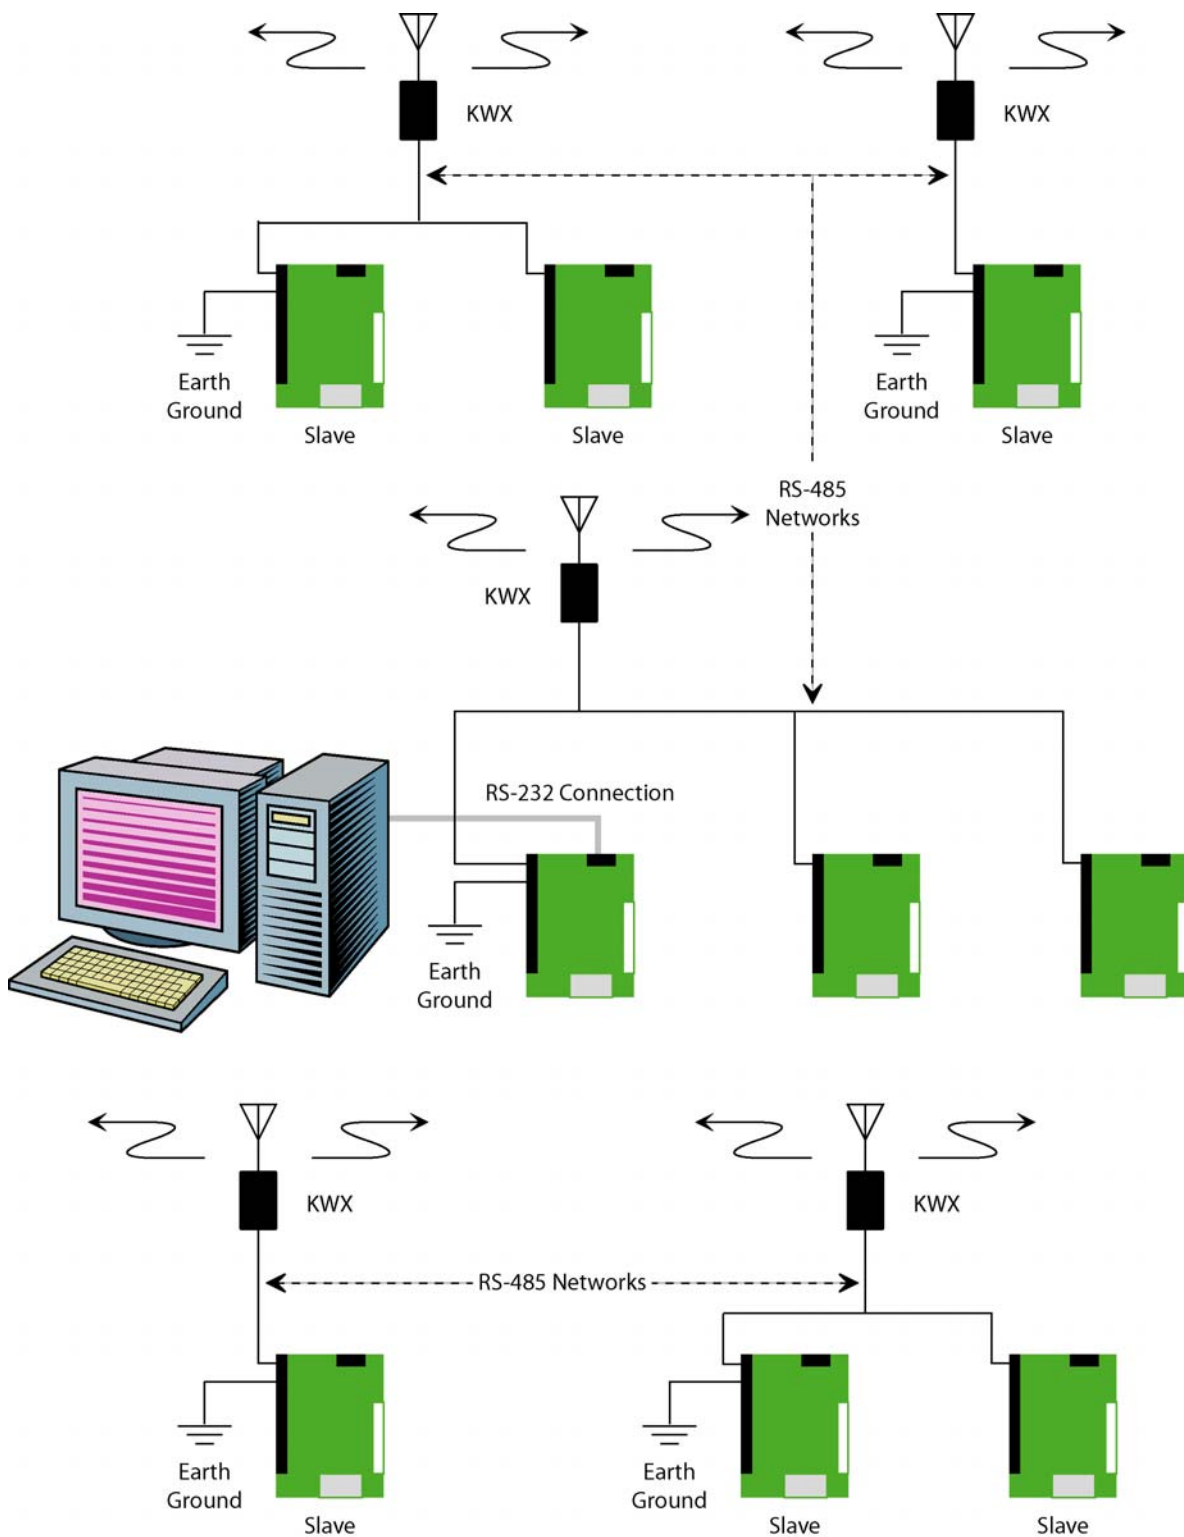 KWX
KWX
Earth
Ground
Slave
Slave
Earth
Ground
Slave
RS-485
Networks
KWX
RS-232 Connection
Earth
Ground
KWX
KWX
RS-485 Networks
Earth
Ground
Slave
Earth
Ground
Slave
Slave